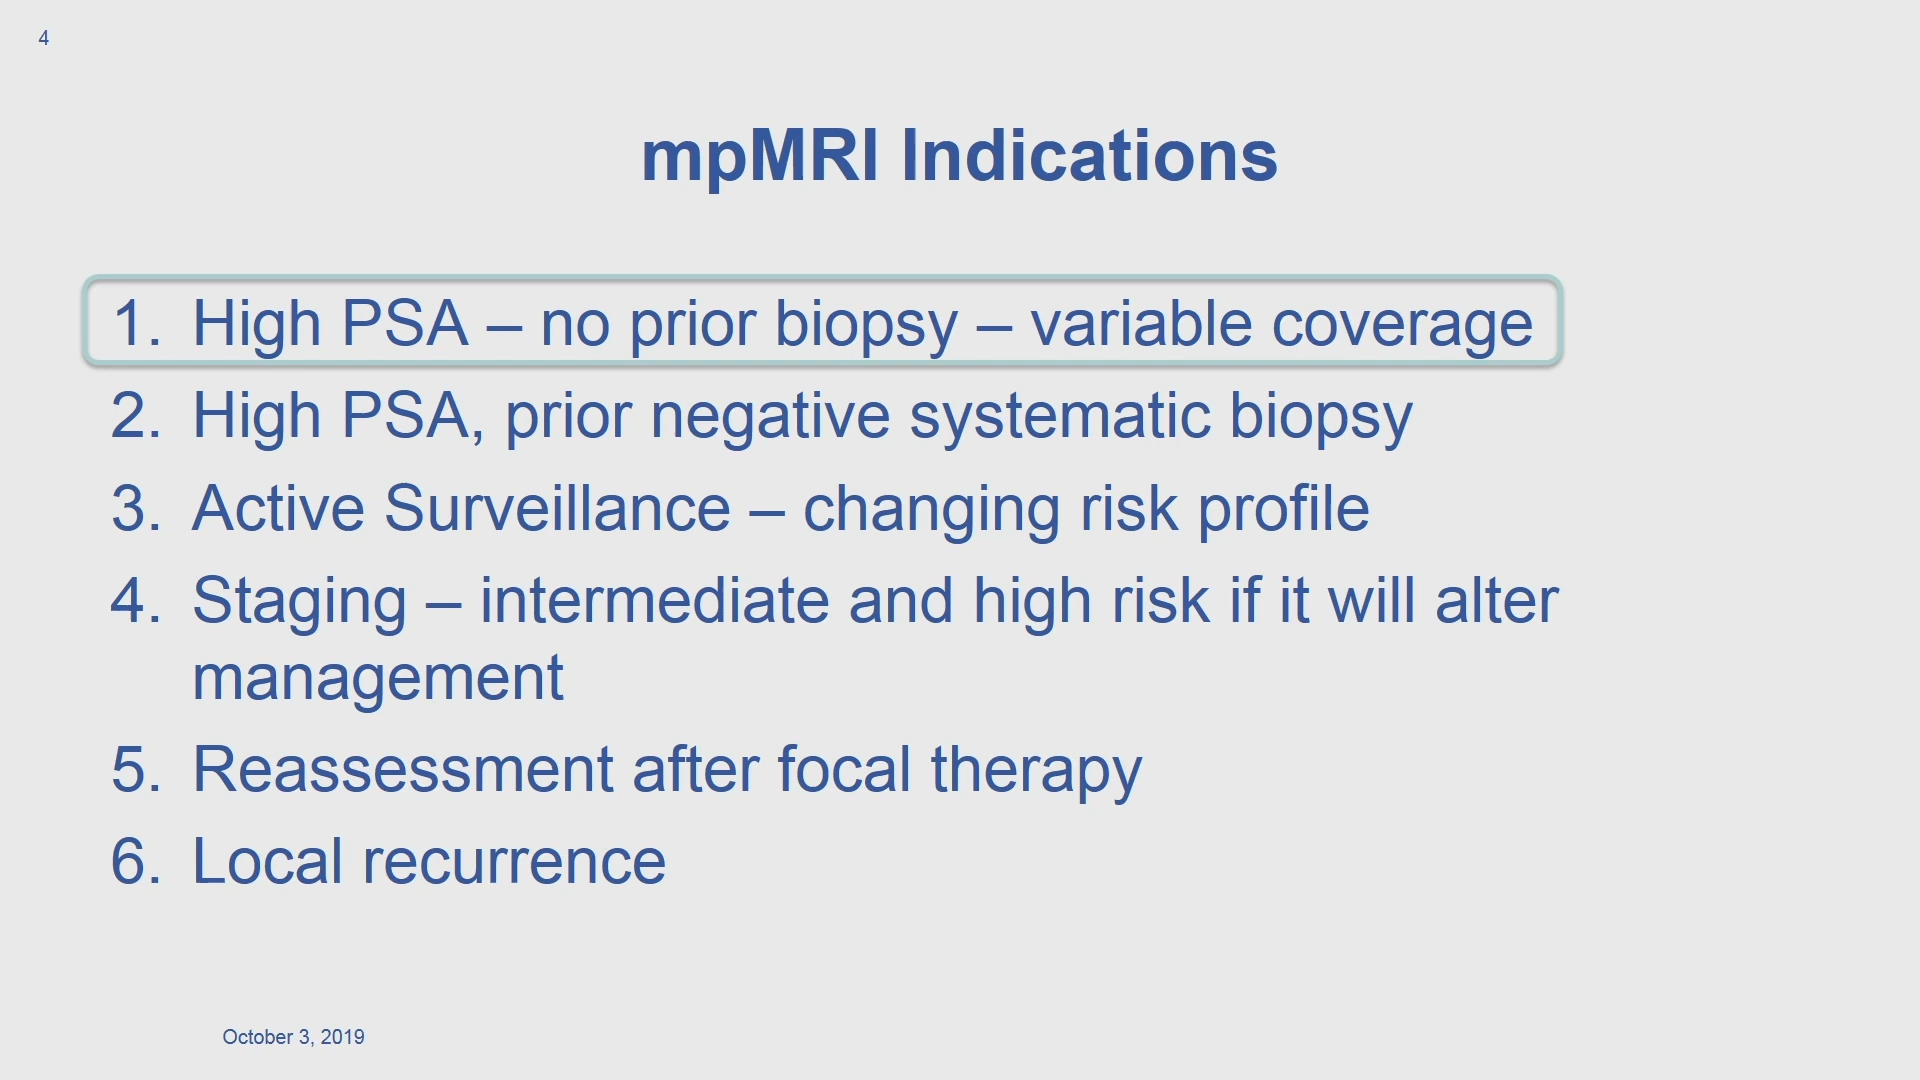 4
mpMRI Indications
1. High PSA – no prior biopsy – variable coverage
2. High PSA, prior negative systematic biopsy
3. Active Surveillance – changing risk profile
4. Staging – intermediate and high risk if it will alter
management
5. Reassessment after focal therapy
6. Local recurrence
October 3, 2019